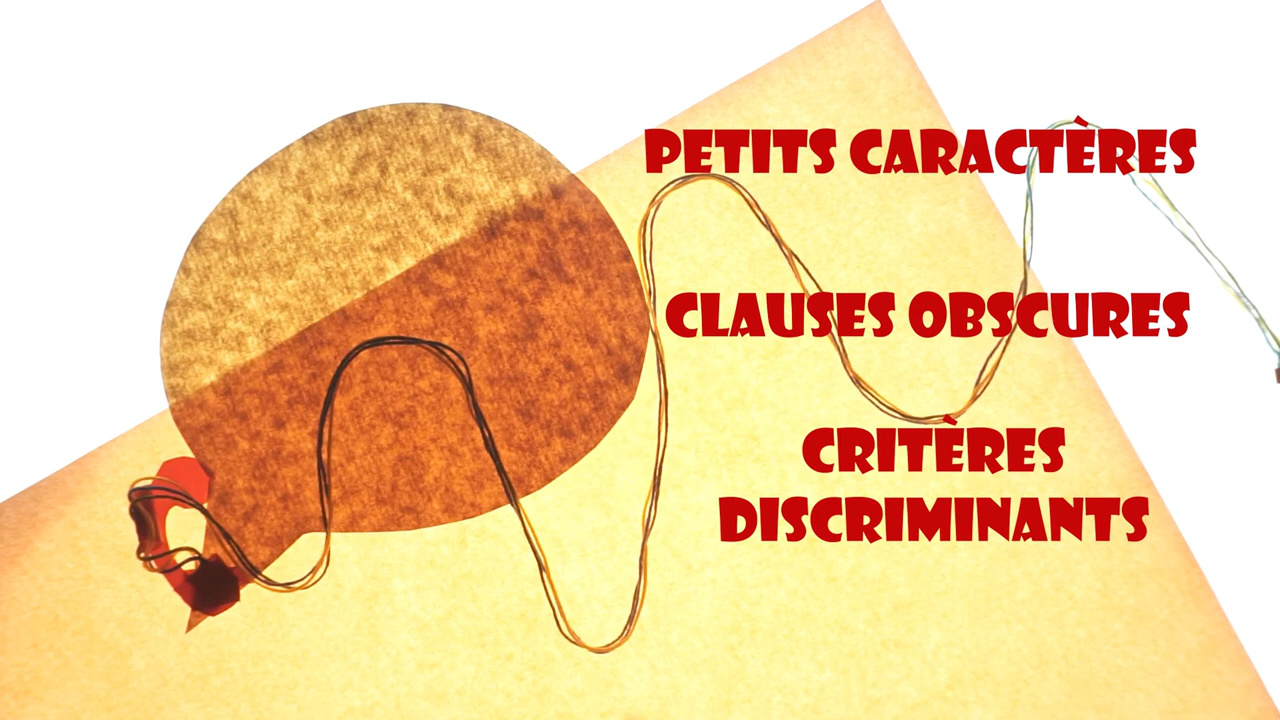 PETITS CARACTÈRES
CLAUSES OBSCURES
CRITÈRES
DISCRIMINANTS